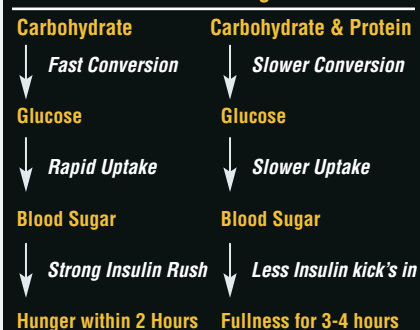 Carbohydrate Carbohydrate & Protein
Fast Conversion Slower Conversion
Glucose Glucose
Rapid Uptake Slower Uptake
Blood Sugar Blood Sugar
Strong Insulin Rush Less Insulin kick's in
Hunger within 2 Hours Fullness for 3-4 hours